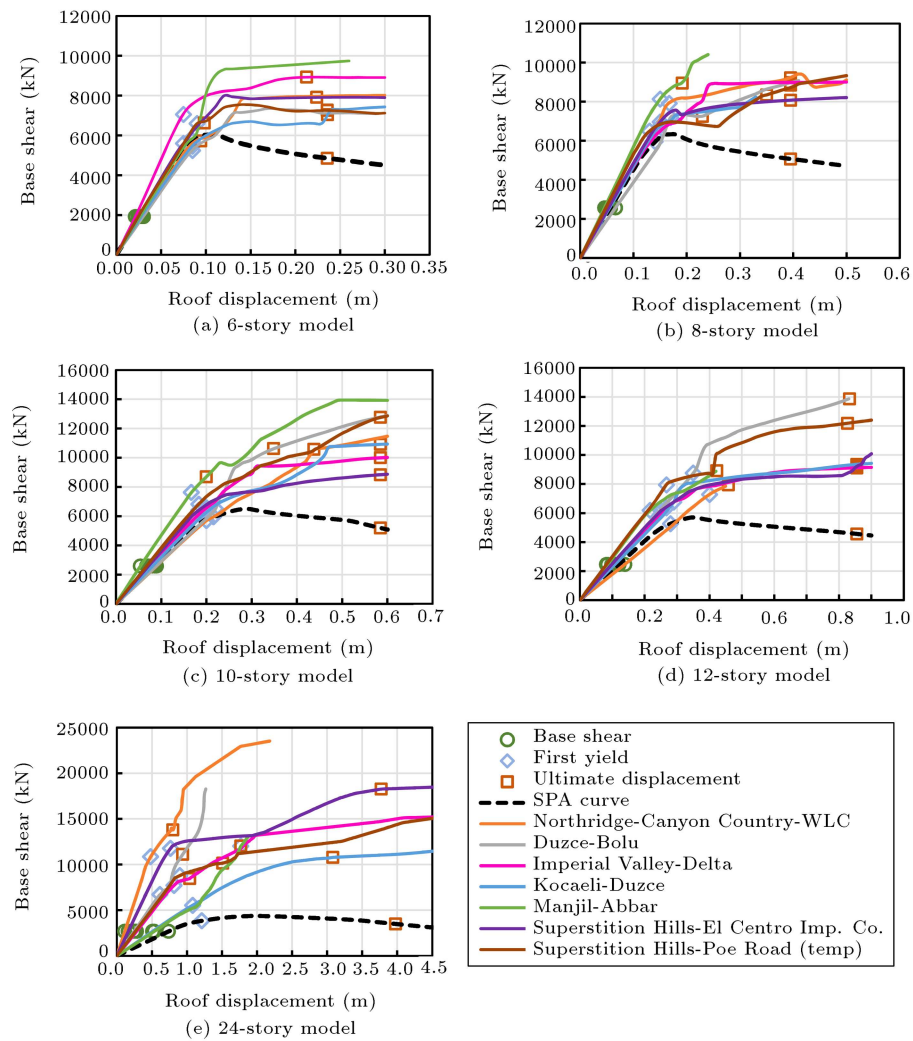 12000
10000
8000
6000
4000
2000
0
Base shear (kN)
0.00 0.05 0.10 0.15 0.20 0.25 0.30 0.35
Roof displacement (m)
(a) 6-story model
12000
10000
8000
6000
4000
2000
0
Base shear (kN)
0.0 0.1 0.2 0.3 0.4 0.5 0.6
Roof displacement (m)
(b) 8-story model
16000
14000
12000
10000
8000
6000
4000
2000
0
Base shear (kN)
0.0 0.1 0.2 0.3 0.4 0.5 0.6 0.7
Roof displacement (m)
(c) 10-story model
16000
14000
12000
10000
8000
6000
4000
2000
0
Base shear (kN)
0.0 0.2 0.4 0.6 0.8 1.0
Roof displacement (m)
(d) 12-story model
25000
20000
15000
10000
5000
0
Base shear (kN)
0.0 0.5 1.0 1.5 2.0 2.5 3.0 3.5 4.0 4.5
Roof displacement (m)
(e) 24-story model
Base shear
First yield
Ultimate displacement
SPA curve
Northridge-Canyon Country-WLC
Duzce-Bolu
Imperial Valley-Delta
Kocaeli-Duzce
Manjil-Abbar
Superstition Hills-El Centro Imp. Co.
Superstition Hills-Poe Road (temp)